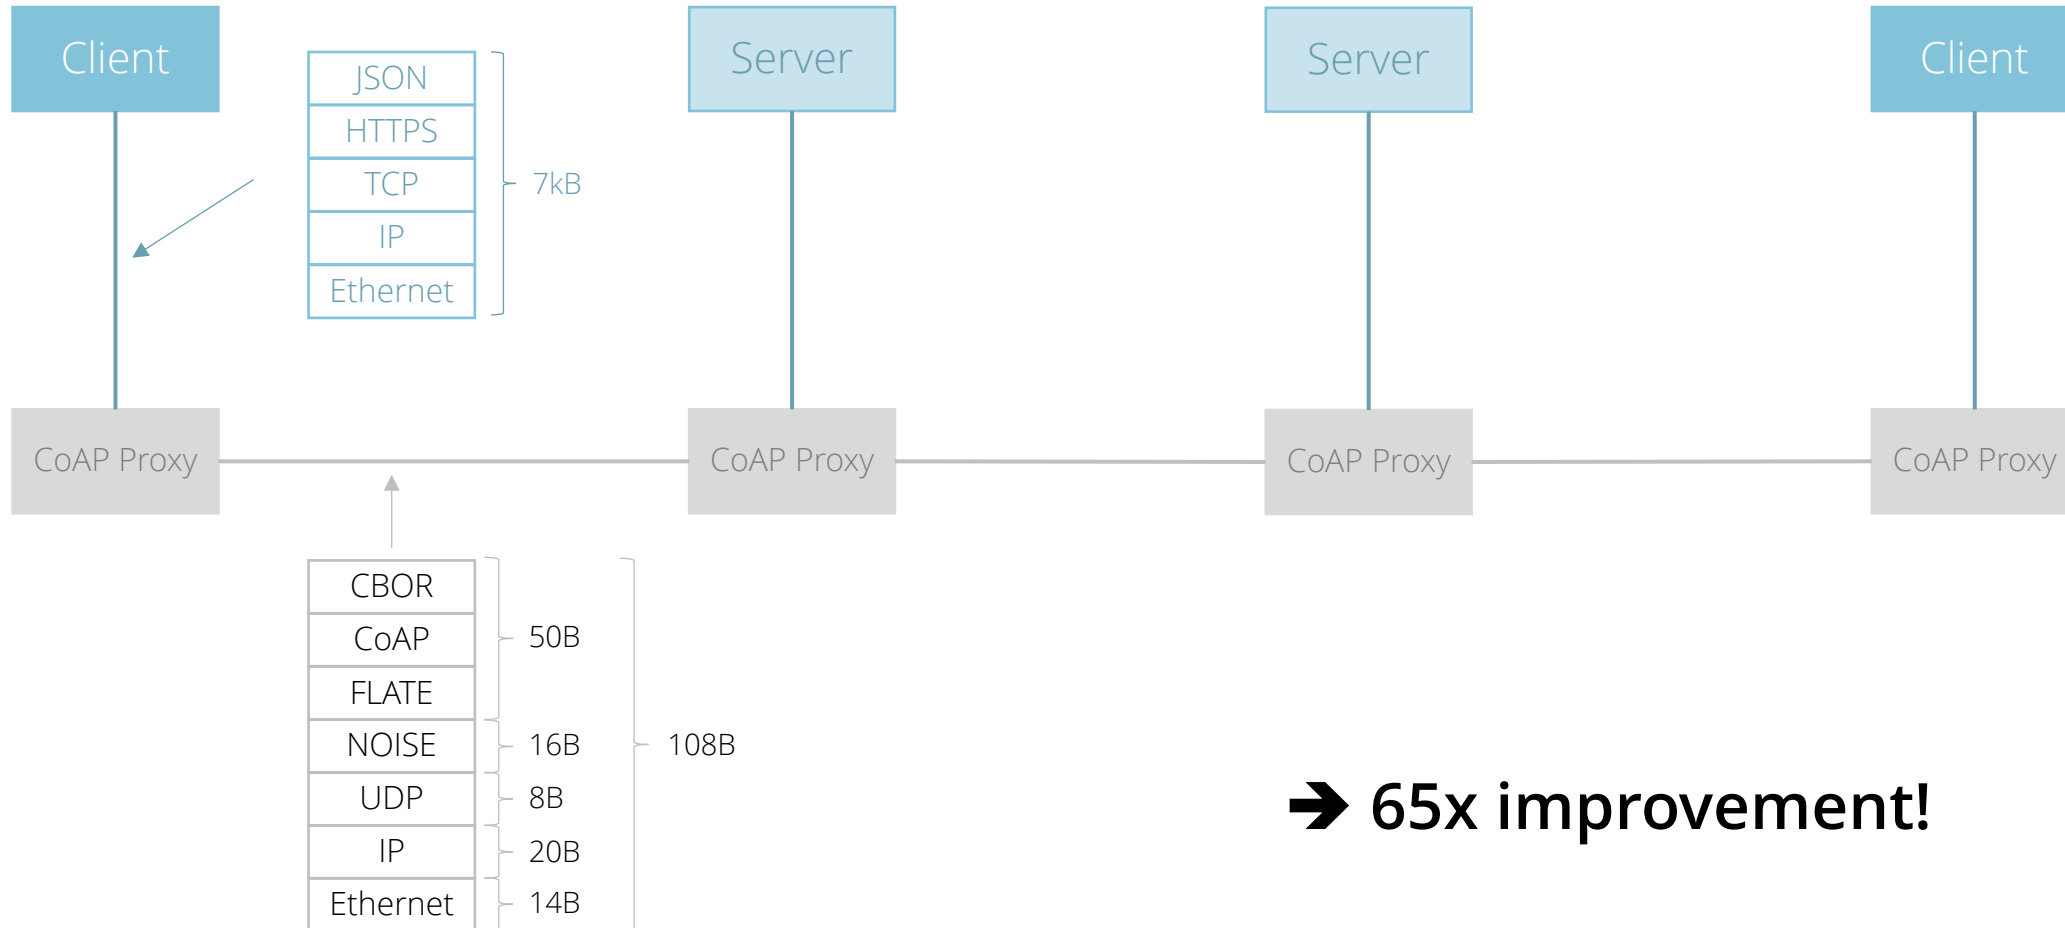 Client
Server
Server
Client
JSON
HTTPS
TCP
IP
Ethernet
7kB
CoAP Proxy
CoAP Proxy
CoAP Proxy
CoAP Proxy
CBOR
CoAP
FLATE
NOISE
UDP
IP
Ethernet
50B
16B
8B
20B
14B
108B
➔ 65x improvement!